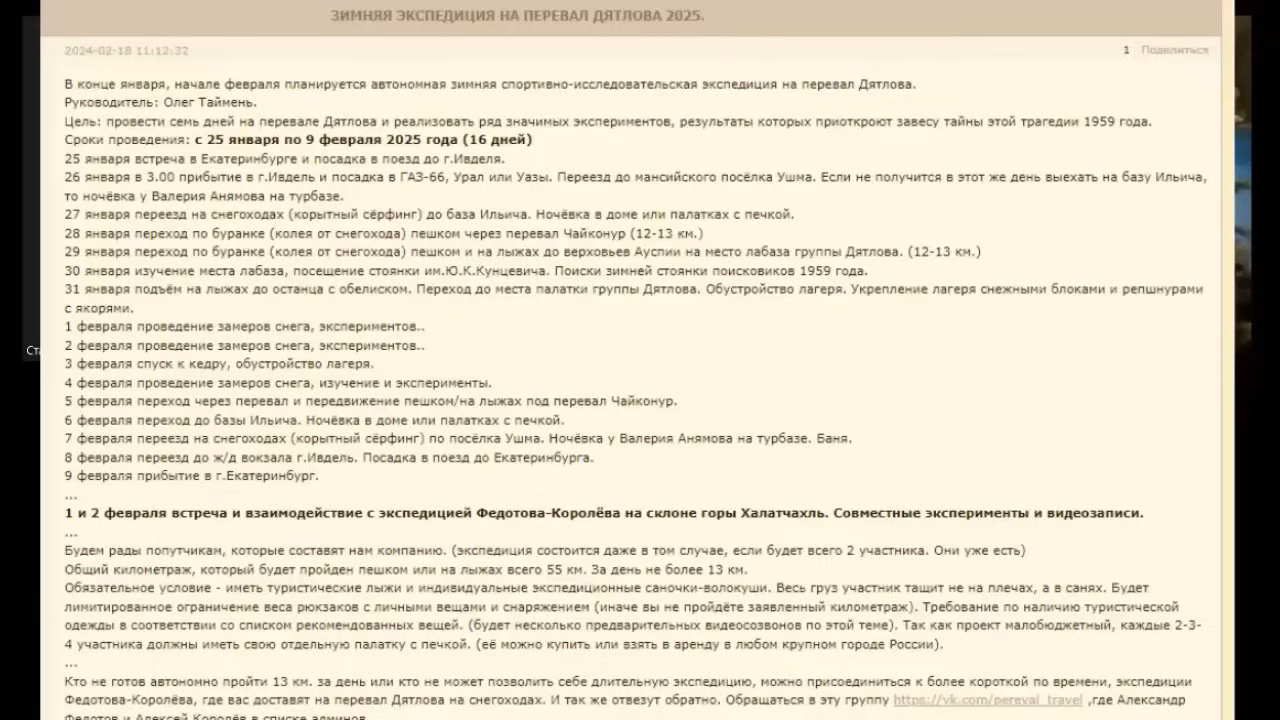 ЗИМНЯЯ ЭКСПЕДИЦИЯ НА ПЕРЕВАЛ ДЯТЛОВА 2025.
2024-02-18 11:12:32
1 Поделиться
В конце января, начале февраля планируется автономная зимняя спортивно-исследовательская экспедиция на перевал Дятлова.
Руководитель: Олег Таймень.
Цель: провести семь дней на перевале Дятлова и реализовать ряд значимых экспериментов, результаты которых приоткроют завесу тайны этой трагедии 1959 года.
Сроки проведения: с 25 января по 9 февраля 2025 года (16 дней)
25 января встреча в Екатеринбурге и посадка в поезд до г.Ивделя.
26 января в 3.00 прибытие в г.Ивдель и посадка в ГАЗ-66, Урал или Уазы. Переезд до мансийского посёлка Ушма. Если не получится в этот же день выехать на базу Ильича,
то ночёвка у Валерия Анямова на турбазе.
27 января переезд на снегоходах (корытный сёрфинг) до база Ильича. Ночёвка в доме или палатках с печкой.
28 января переход по буранке (колея от снегохода) пешком через перевал Чайконур (12-13 км.)
29 января переход по буранке (колея от снегохода) пешком и на лыжах до верховьев Ауспии на место лабаза группы Дятлова. (12-13 км.)
30 января изучение места лабаза, посещение стоянки им.Ю.К.Кунцевича. Поиски зимней стоянки поисковиков 1959 года.
31 января подъём на лыжах до останца с обелиском. Переход до места палатки группы Дятлова. Обустройство лагеря. Укрепление лагеря снежными блоками и репшнурами
с якорями.
1 февраля проведение замеров снега, экспериментов..
2 февраля проведение замеров снега, экспериментов..
3 февраля спуск к кедру, обустройство лагеря.
4 февраля проведение замеров снега, изучение и эксперименты.
5 февраля переход через перевал и передвижение пешком/на лыжах под перевал Чайконур.
6 февраля переход до базы Ильича. Ночёвка в доме или палатках с печкой.
7 февраля переезд на снегоходах (корытный сёрфинг) по посёлка Ушма. Ночёвка у Валерия Анямова на турбазе. Баня.
8 февраля переезд до ж/д вокзала г.Ивдель. Посадка в поезд до Екатеринбурга.
9 февраля прибытие в г.Екатеринбург.
...
1 и 2 февраля встреча и взаимодействие с экспедицией Федотова-Королёва на склоне горы Халатчахль. Совместные эксперименты и видеозаписи.
...
Будем рады попутчикам, которые составят нам компанию. (экспедиция состоится даже в том случае, если будет всего 2 участника. Они уже есть)
Общий километраж, который будет пройден пешком или на лыжах всего 55 км. За день не более 13 км.
Обязательное условие - иметь туристические лыжи и индивидуальные экспедиционные саночки-волокуши. Весь груз участник тащит не на плечах, а в санях. Будет
лимитированное ограничение веса рюкзаков с личными вещами и снаряжением (иначе вы не пройдёте заявленный километраж). Требование по наличию туристической
одежды в соответствии со списком рекомендованных вещей. (будет несколько предварительных видеосозвонов по этой теме). Так как проект малобюджетный, каждые 2-3-
4 участника должны иметь свою отдельную палатку с печкой. (её можно купить или взять в аренду в любом крупном городе России).
...
Кто не готов автономно пройти 13 км. за день или кто не может позволить себе длительную экспедицию, можно присоединиться к более короткой по времени, экспедиции
Федотова-Королёва, где вас доставят на перевал Дятлова на снегоходах. И так же отвезут обратно. Обращаться в эту группу https://vk.com/pereval_travel ,где Александр
Федотов и Алексей Королёв в списке админов.